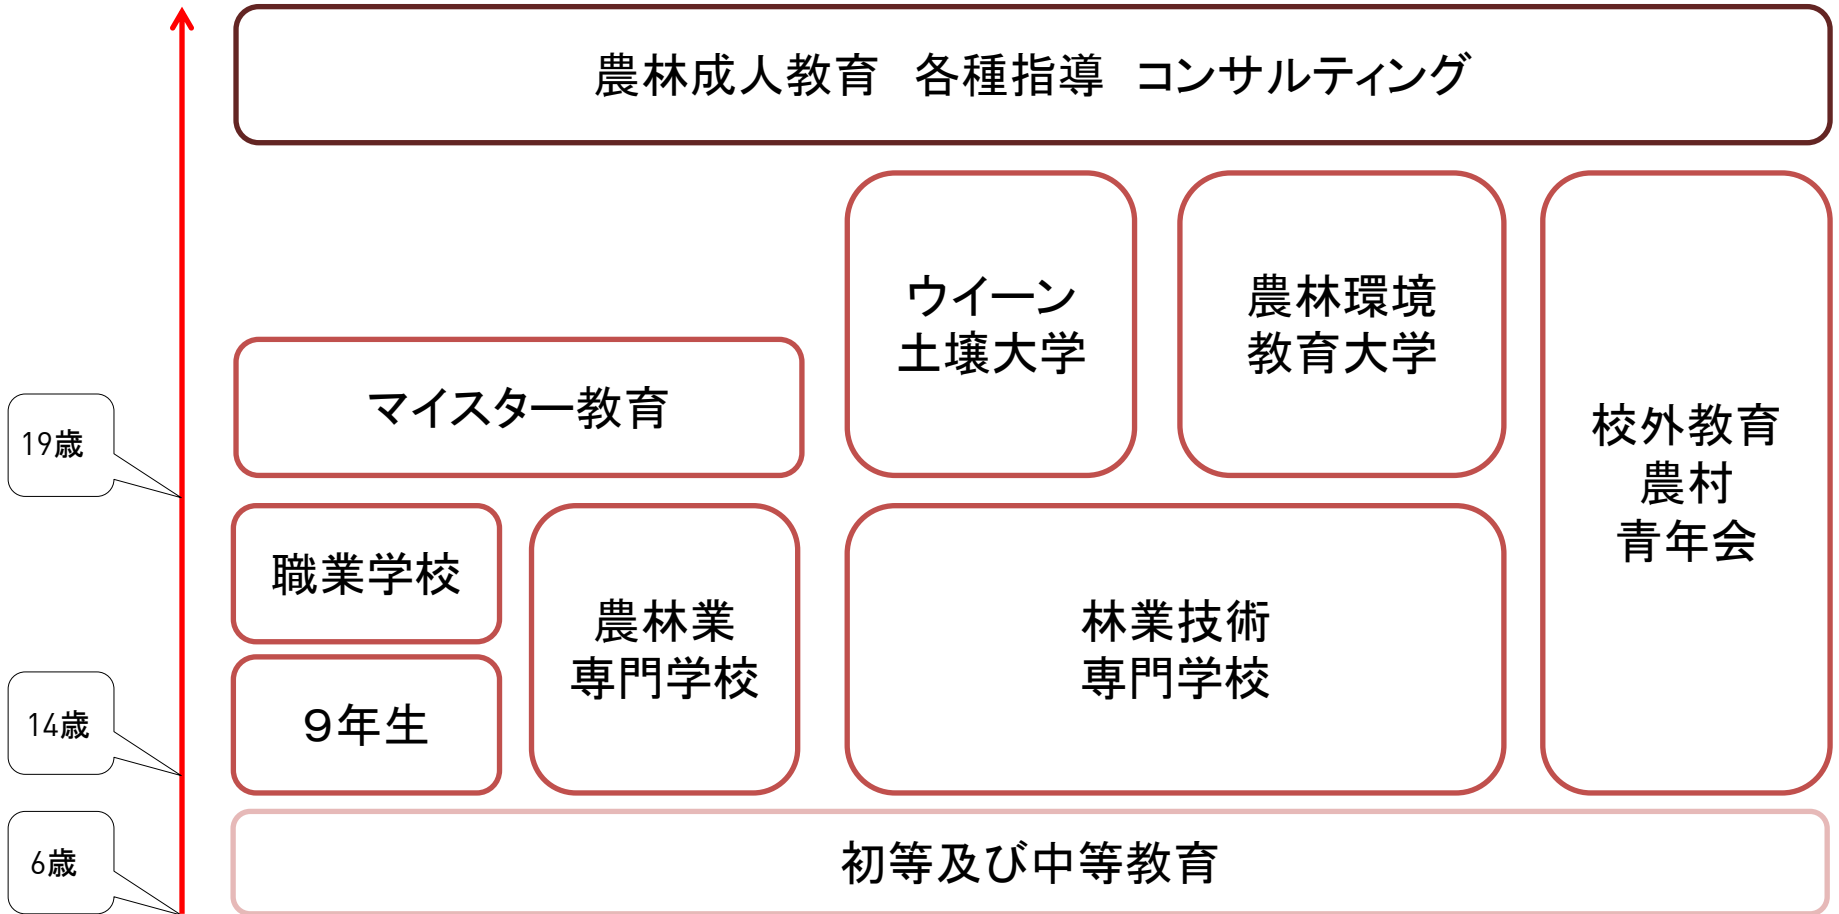 農林成人教育　各種指導　コンサルティング
ウイーン
土壌大学
農林環境
教育大学
マイスター教育
校外教育
農村
青年会
19歳
職業学校
農林業
専門学校
林業技術
専門学校
９年生
14歳
初等及び中等教育
6歳